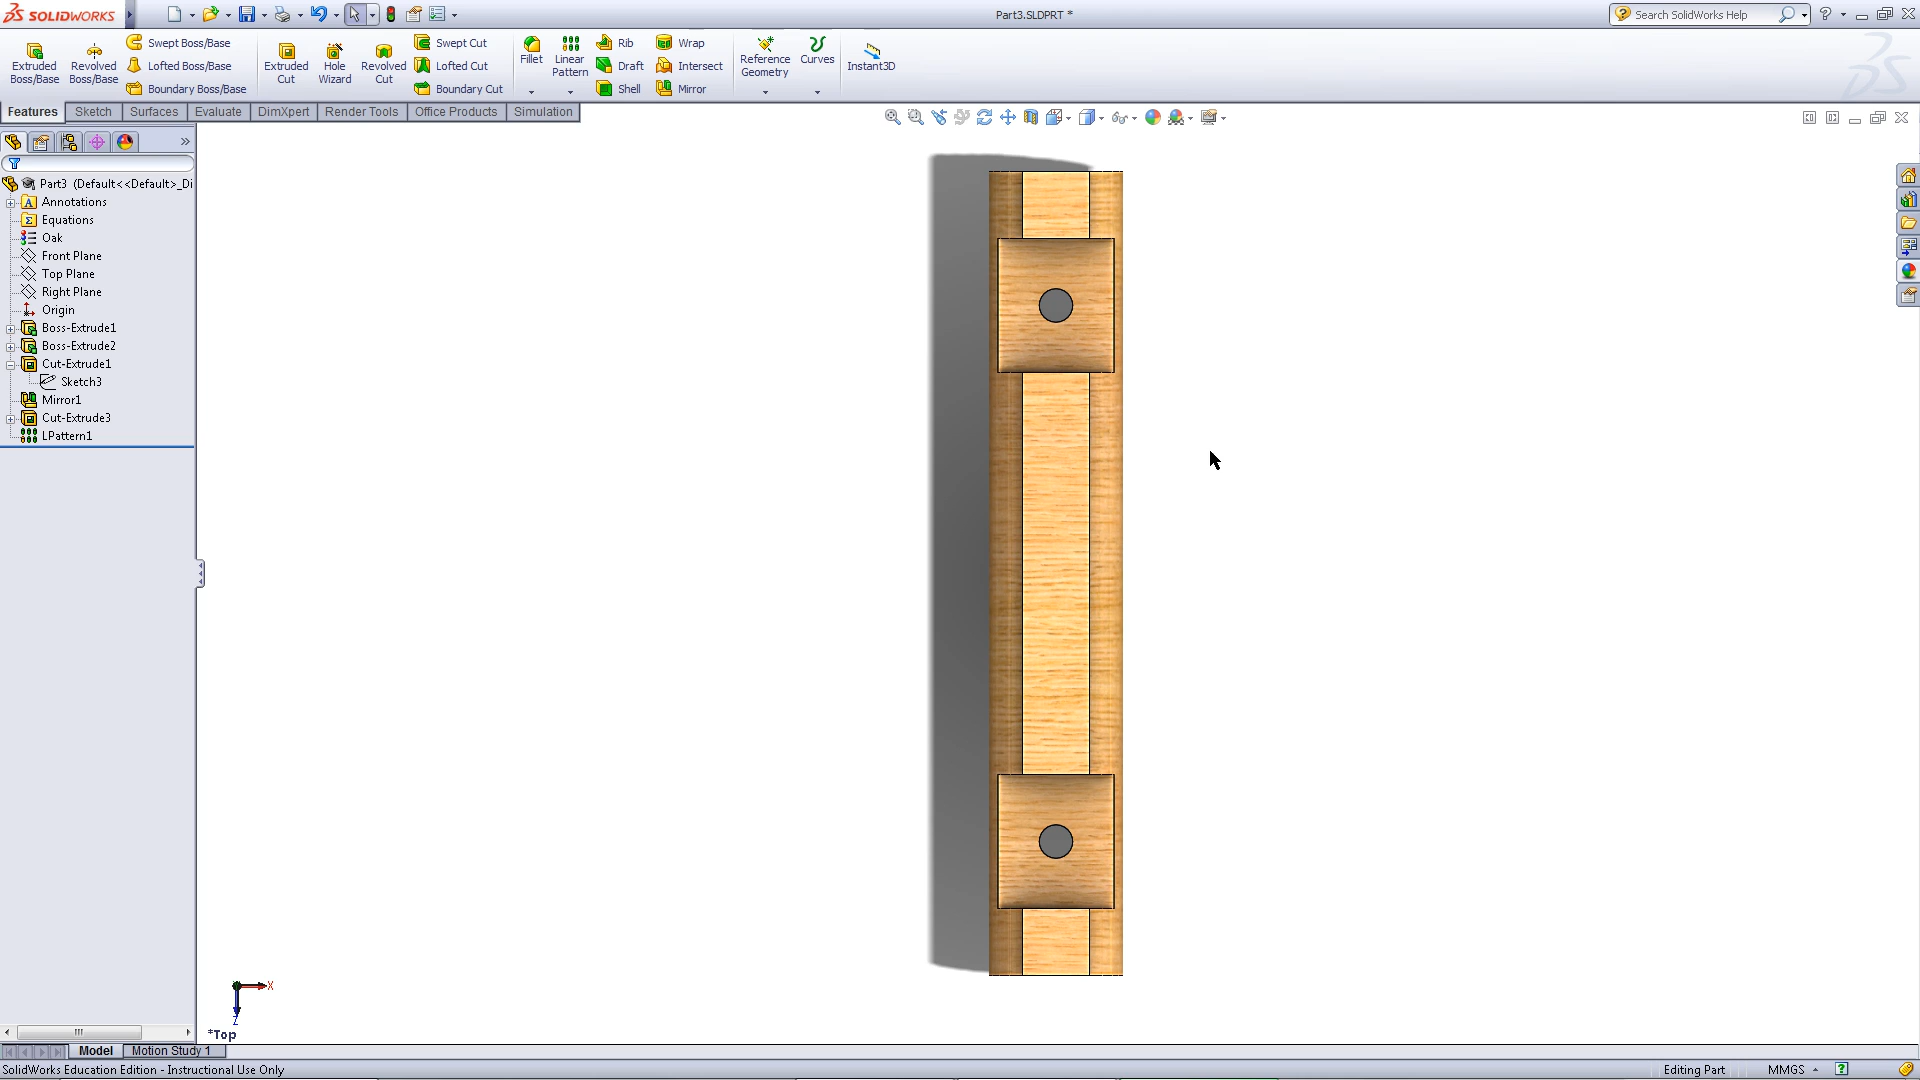 SOLIDWORKS
Part3.SLDPRT *
Search SolidWorks Help
Extruded Boss/Base
Revolved Boss/Base
Swept Boss/Base
Lofted Boss/Base
Boundary Boss/Base
Extruded Cut
Hole Wizard
Revolved Cut
Swept Cut
Lofted Cut
Boundary Cut
Fillet
Linear Pattern
Rib
Draft
Shell
Wrap
Intersect
Mirror
Reference Geometry
Curves
Instant3D
Features
Sketch
Surfaces
Evaluate
DimXpert
Render Tools
Office Products
Simulation
Part3 (Default<<Default>_Di
Annotations
Equations
Oak
Front Plane
Top Plane
Right Plane
Origin
Boss-Extrude1
Boss-Extrude2
Cut-Extrude1
Sketch3
Mirror1
Cut-Extrude3
LPattern1
X
Z
*Top
Model
Motion Study 1
SolidWorks Education Edition - Instructional Use Only
Editing Part
MMGS